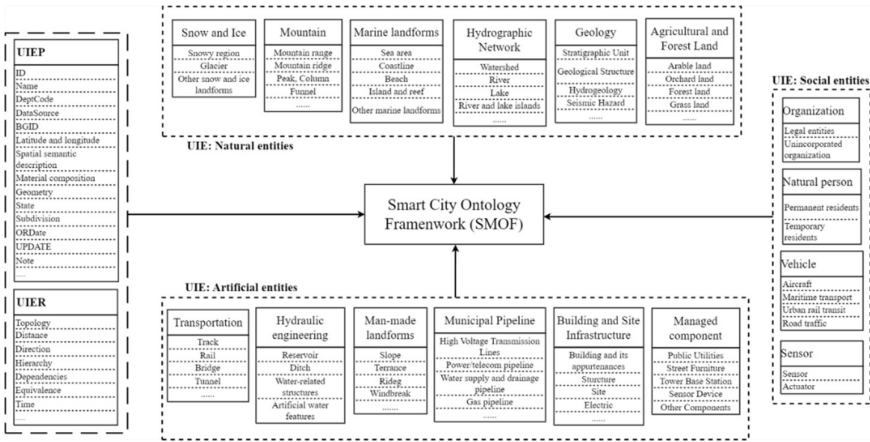 UIEP
ID
Name
DeptCode
DataSource
BGID
Latitude and longitude
Spatial semantic
description
Material composition
Geometry
State
Subdivision
ORDate
UPDATE
Note
....
UIER
Topology
Distance
Direction
Hierarchy
Dependencies
Equivalence
Time
....
Snow and Ice
Snowy region
Glacier
Other snow and ice
landforms
Mountain
Mountain range
Mountain ridge
Peak, Column
Funnel
......
Marine landforms
Sea area
Coastline
Beach
Island and reef
Other marine landforms
Hydrographic
Network
Watershed
River
Lake
River and lake islands
......
Geology
Stratigraphic Unit
Geological Structure
Hydrogeology
Seismic Hazard
......
Agricultural and
Forest Land
Arable land
Orchard land
Forest land
Grass land
......
UIE: Natural entities
Smart City Ontology
Framenwork (SMOF)
UIE: Artificial entities
Transportation
Track
Rail
Bridge
Tunnel
......
Hydraulic
engineering
Reservoir
Ditch
Water-related
structures
Artificial water
features
Man-made
landforms
Slope
Terrance
Rideg
Windbreak
.......
Municipal Pipeline
High Voltage Transmission
Lines
Power/telecom pipeline
Water supply and drainage
pipeline
Gas pipeline
......
Building and Site
Infrastructure
Building and its
appurtenances
Sturcture
Site
Electric
......
Managed
component
Public Utilities
Street Furniture
Tower Base Station
Sensor Device
Other Components
UIE: Social entities
Organization
Legal entities
Unincorporated
organization
Natural person
Permanent residents
Temporary
residents
Vehicle
Aircraft
Maritime transport
Urban rail transit
Road traffic
Sensor
Sensor
Actuator